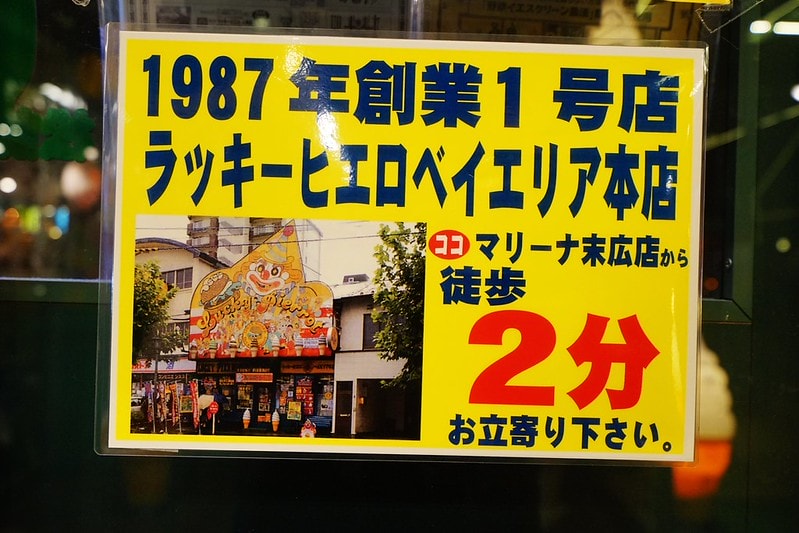 1987年創業1号店
ラッキーピエロベイエリア本店
ココ マリーナ末広店から
徒歩
2分
お立寄り下さい。
Lucky Pierrot